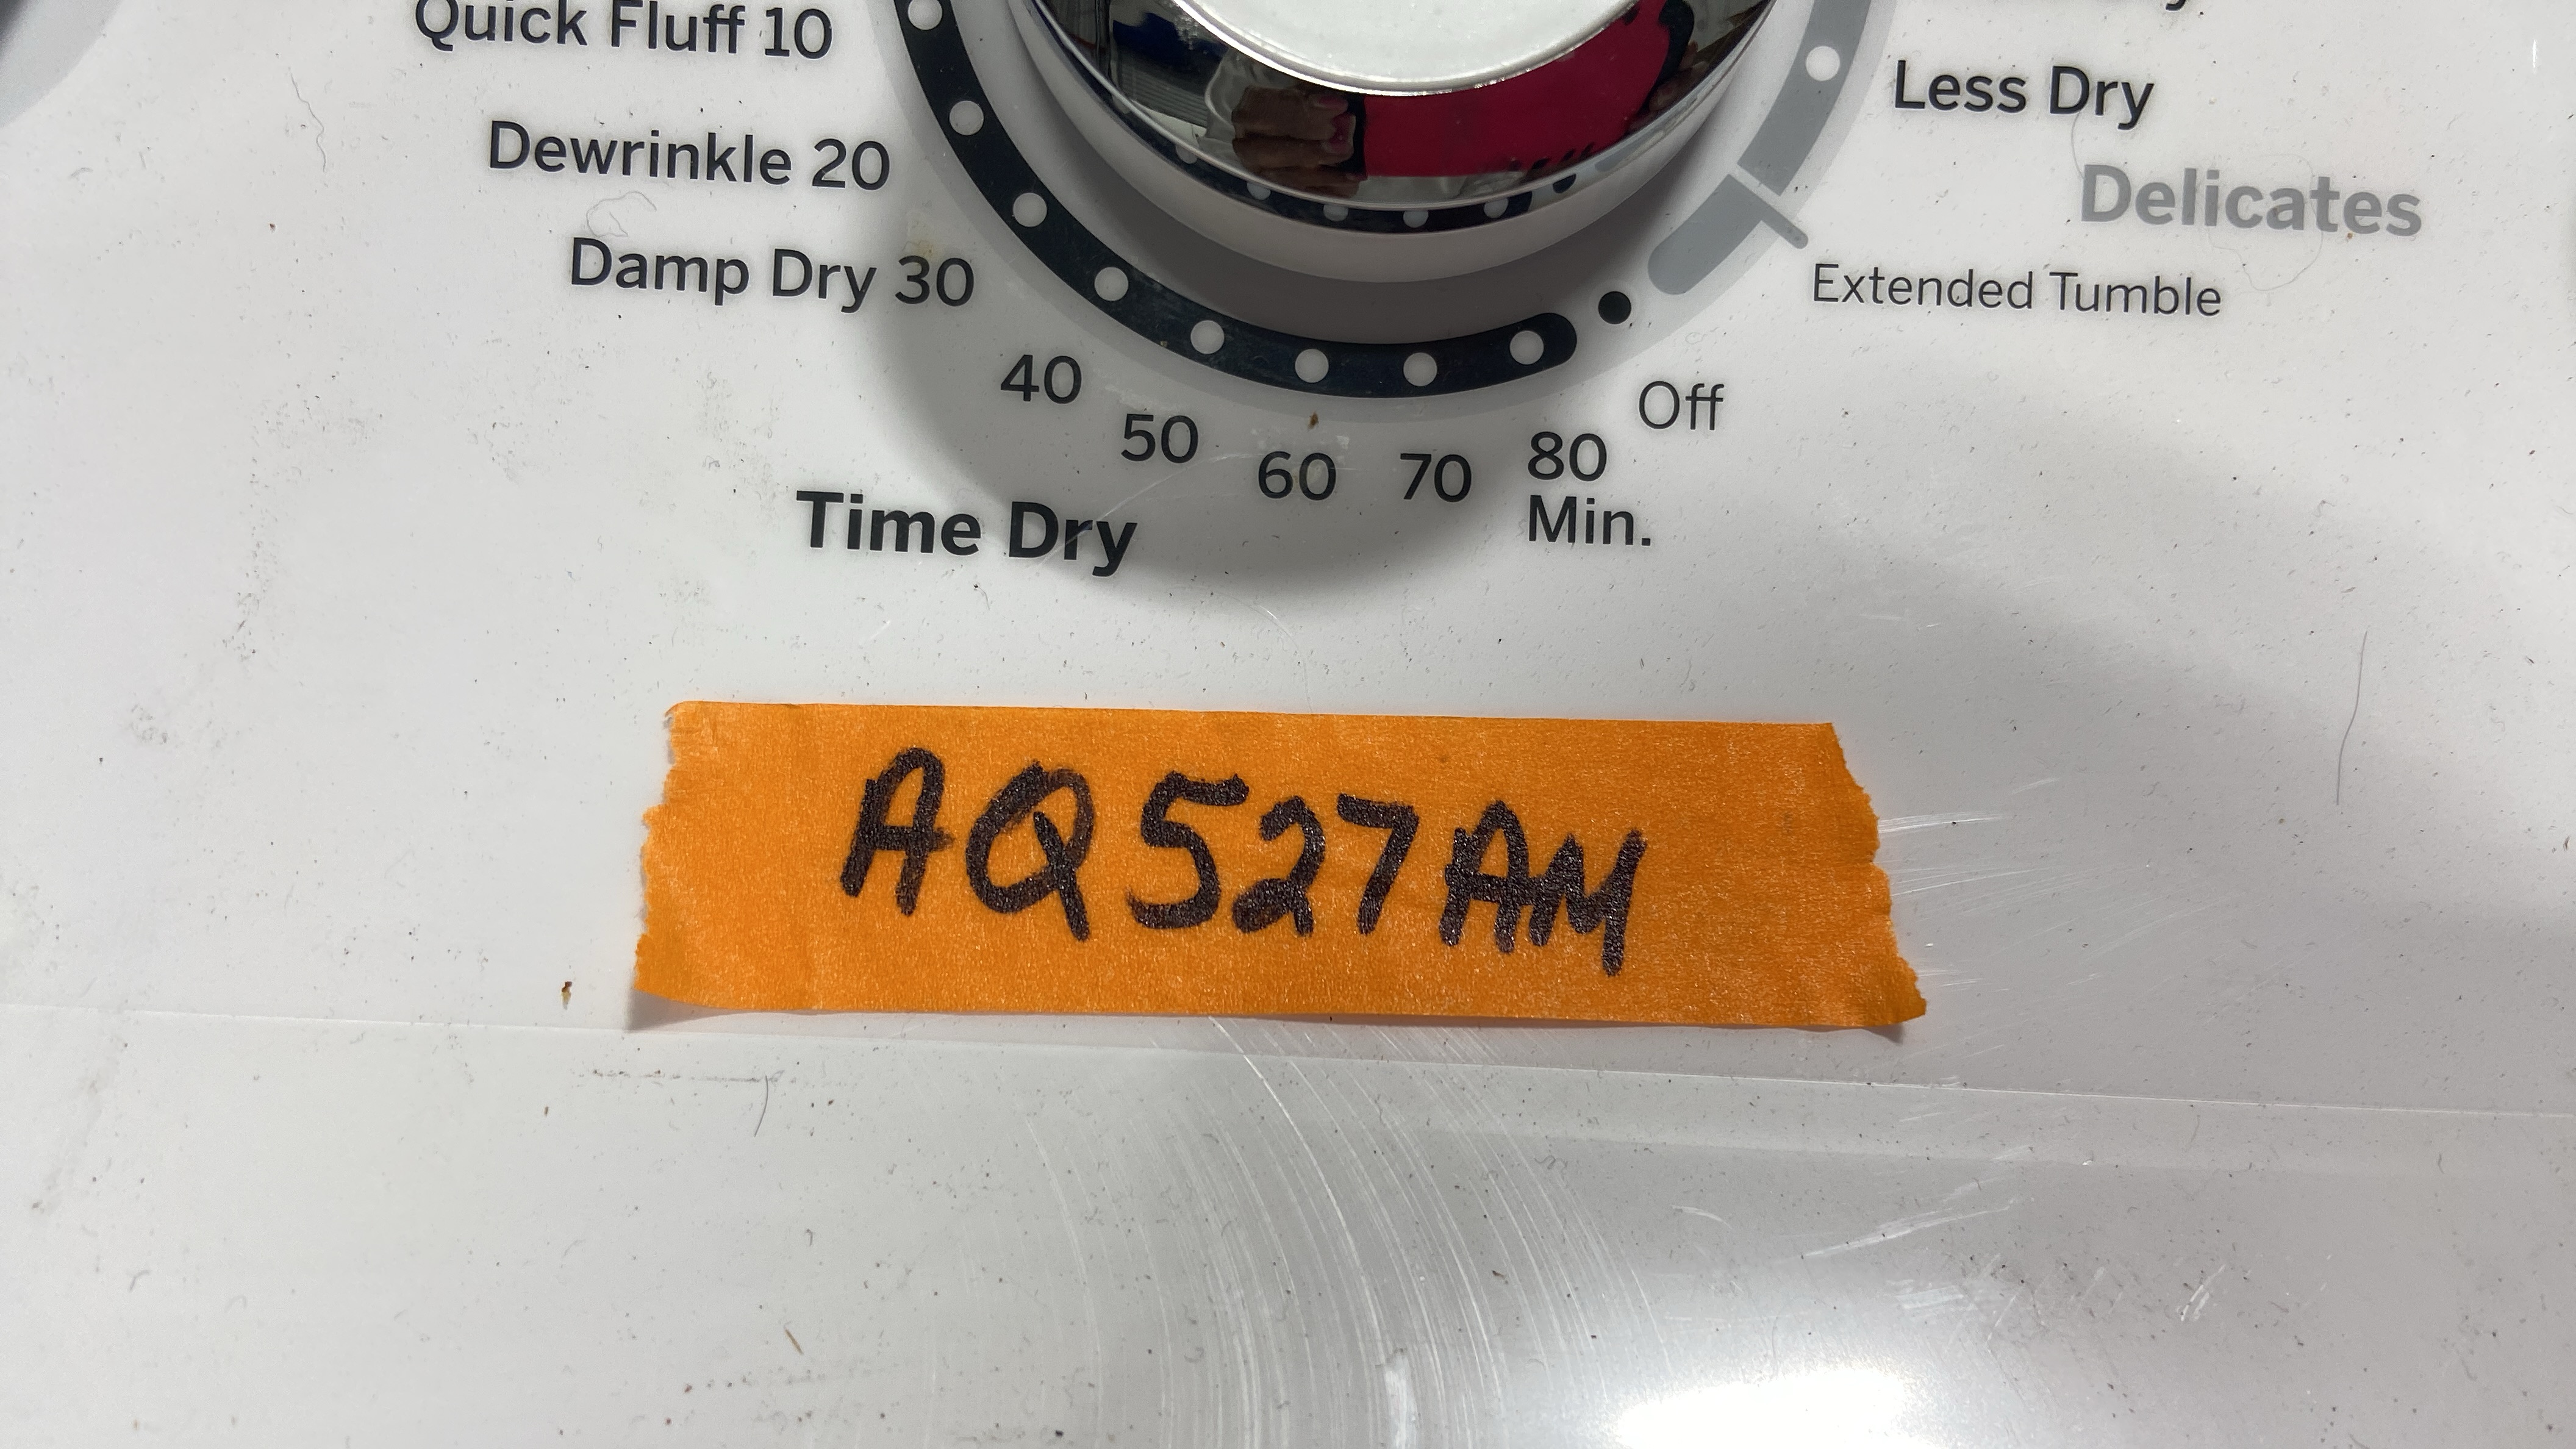 Quick Fluff 10
Dewrinkle 20
Damp Dry 30
40
50
60
70
80
Min.
Off
Time Dry
Less Dry
Delicates
Extended Tumble
AQ527AM